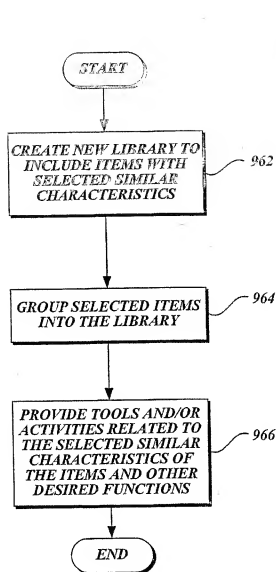 START
CREATE NEW LIBRARY TO
INCLUDE ITEMS WITH
SELECTED SIMILAR
CHARACTERISTICS
962
GROUP SELECTED ITEMS
INTO THE LIBRARY
964
PROVIDE TOOLS AND/OR
ACTIVITIES RELATED TO
THE SELECTED SIMILAR
CHARACTERISTICS OF
THE ITEMS AND OTHER
DESIRED FUNCTIONS
966
END